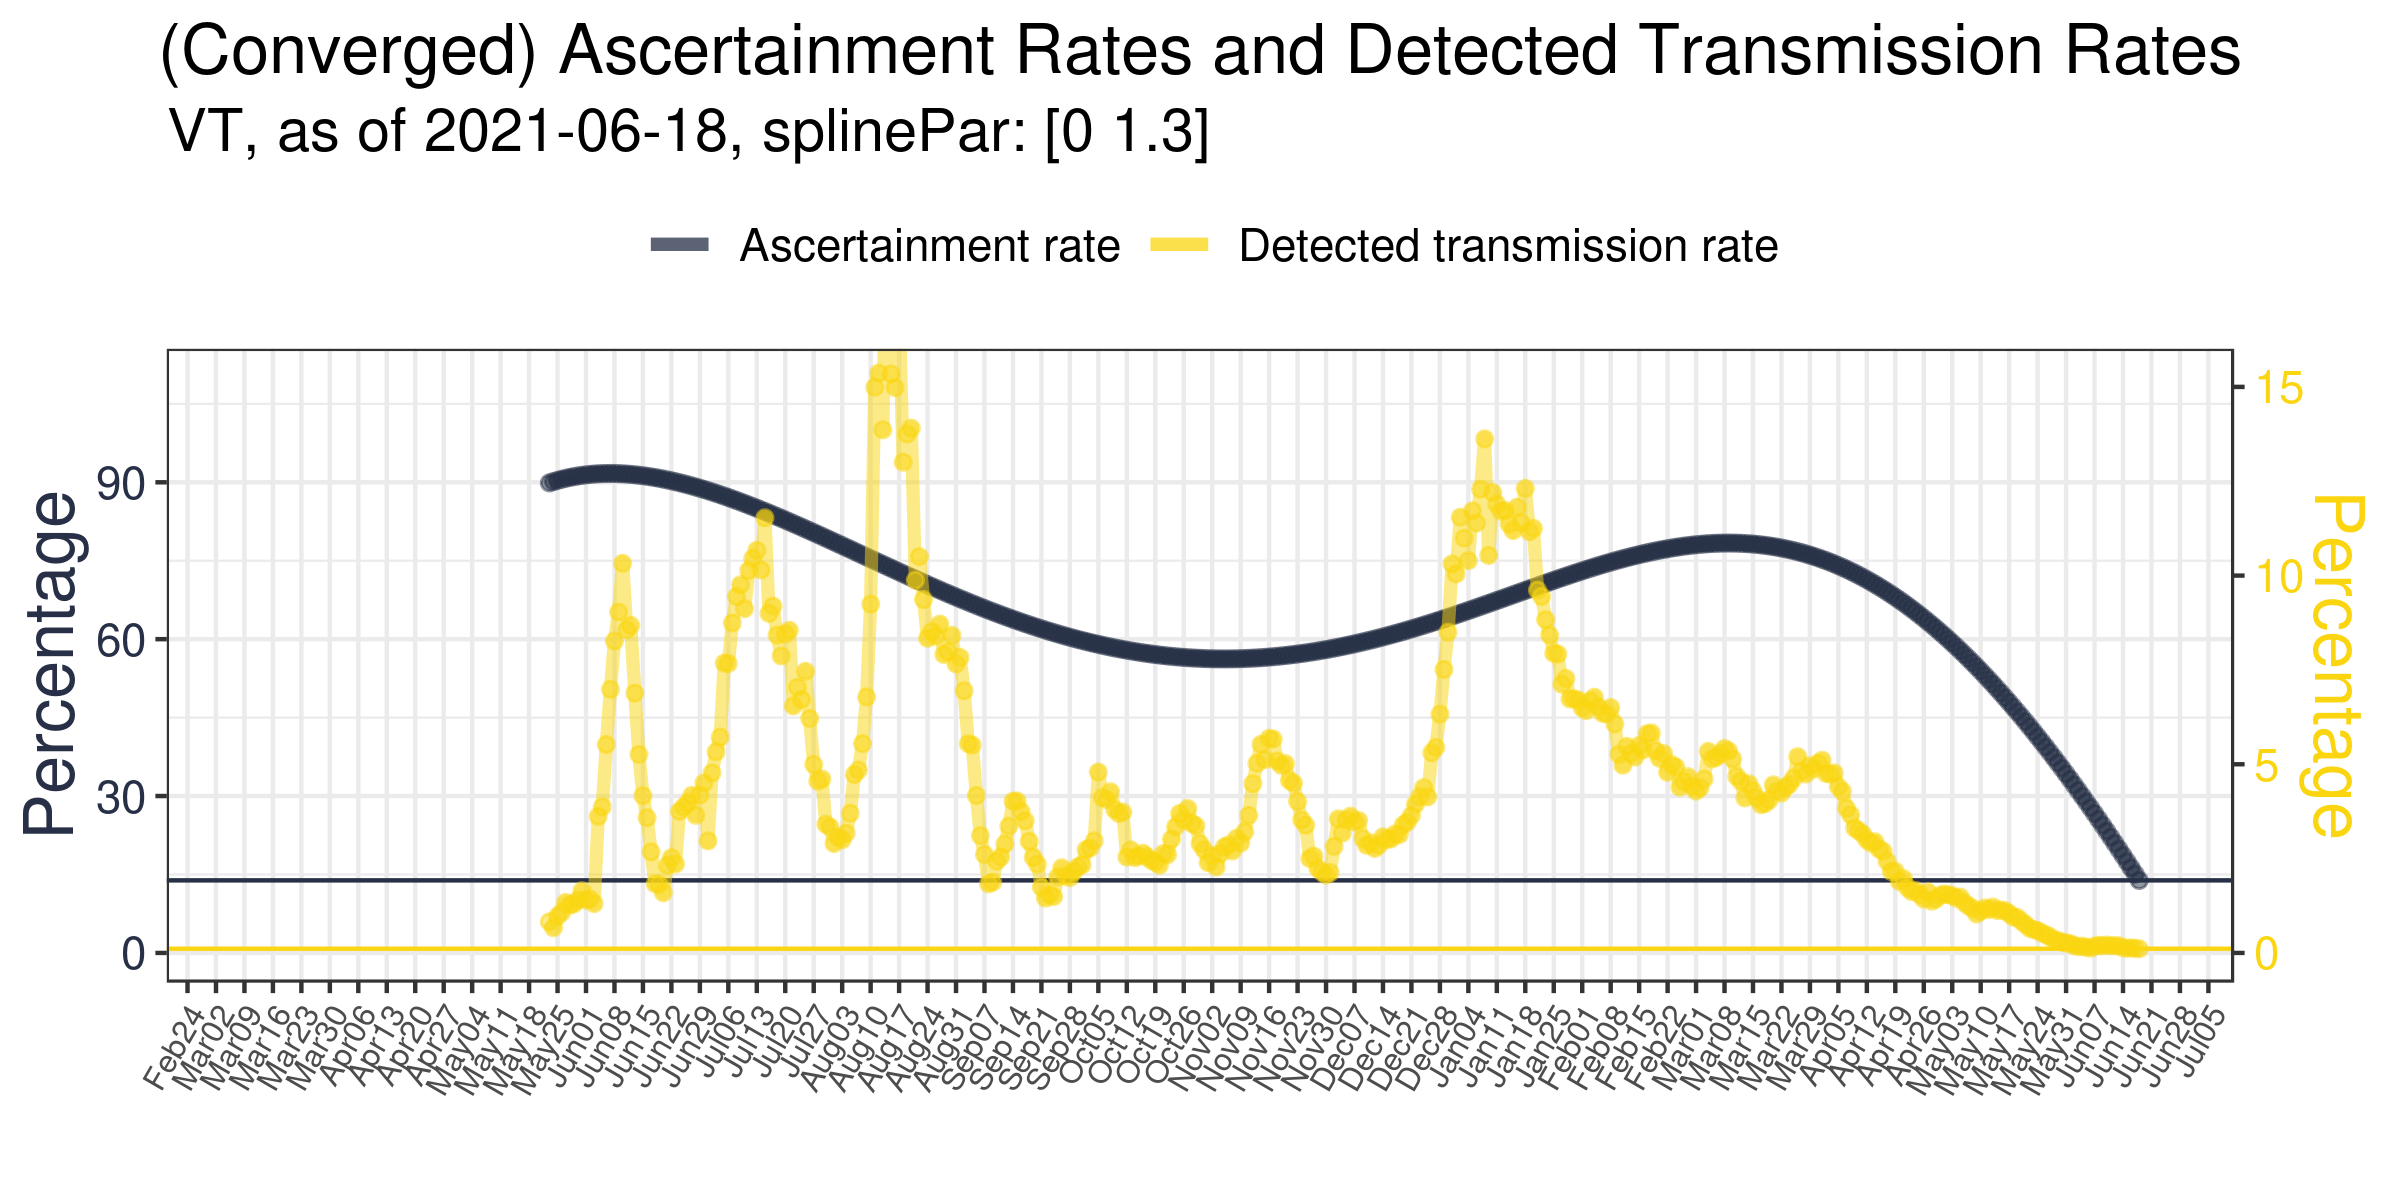 (Converged) Ascertainment Rates and Detected Transmission Rates
VT, as of 2021-06-18, splinePar: [0 1.3]
Ascertainment rate
Detected transmission rate
Percentage
90
60
30
0
15
10
5
0
Percentage
Feb24
Mar02
Mar09
Mar16
Mar23
Mar30
Apr06
Apr13
Apr20
Apr27
May04
May11
May18
May25
Jun01
Jun08
Jun15
Jun22
Jun29
Jul06
Jul13
Jul20
Jul27
Aug03
Aug10
Aug17
Aug24
Aug31
Sep07
Sep14
Sep21
Sep28
Oct05
Oct12
Oct19
Oct26
Nov02
Nov09
Nov16
Nov23
Nov30
Dec07
Dec14
Dec21
Dec28
Jan04
Jan11
Jan18
Jan25
Feb01
Feb08
Feb15
Feb22
Mar01
Mar08
Mar15
Mar22
Mar29
Apr05
Apr12
Apr19
Apr26
May03
May10
May17
May24
May31
Jun07
Jun14
Jun21
Jun28
Jul05